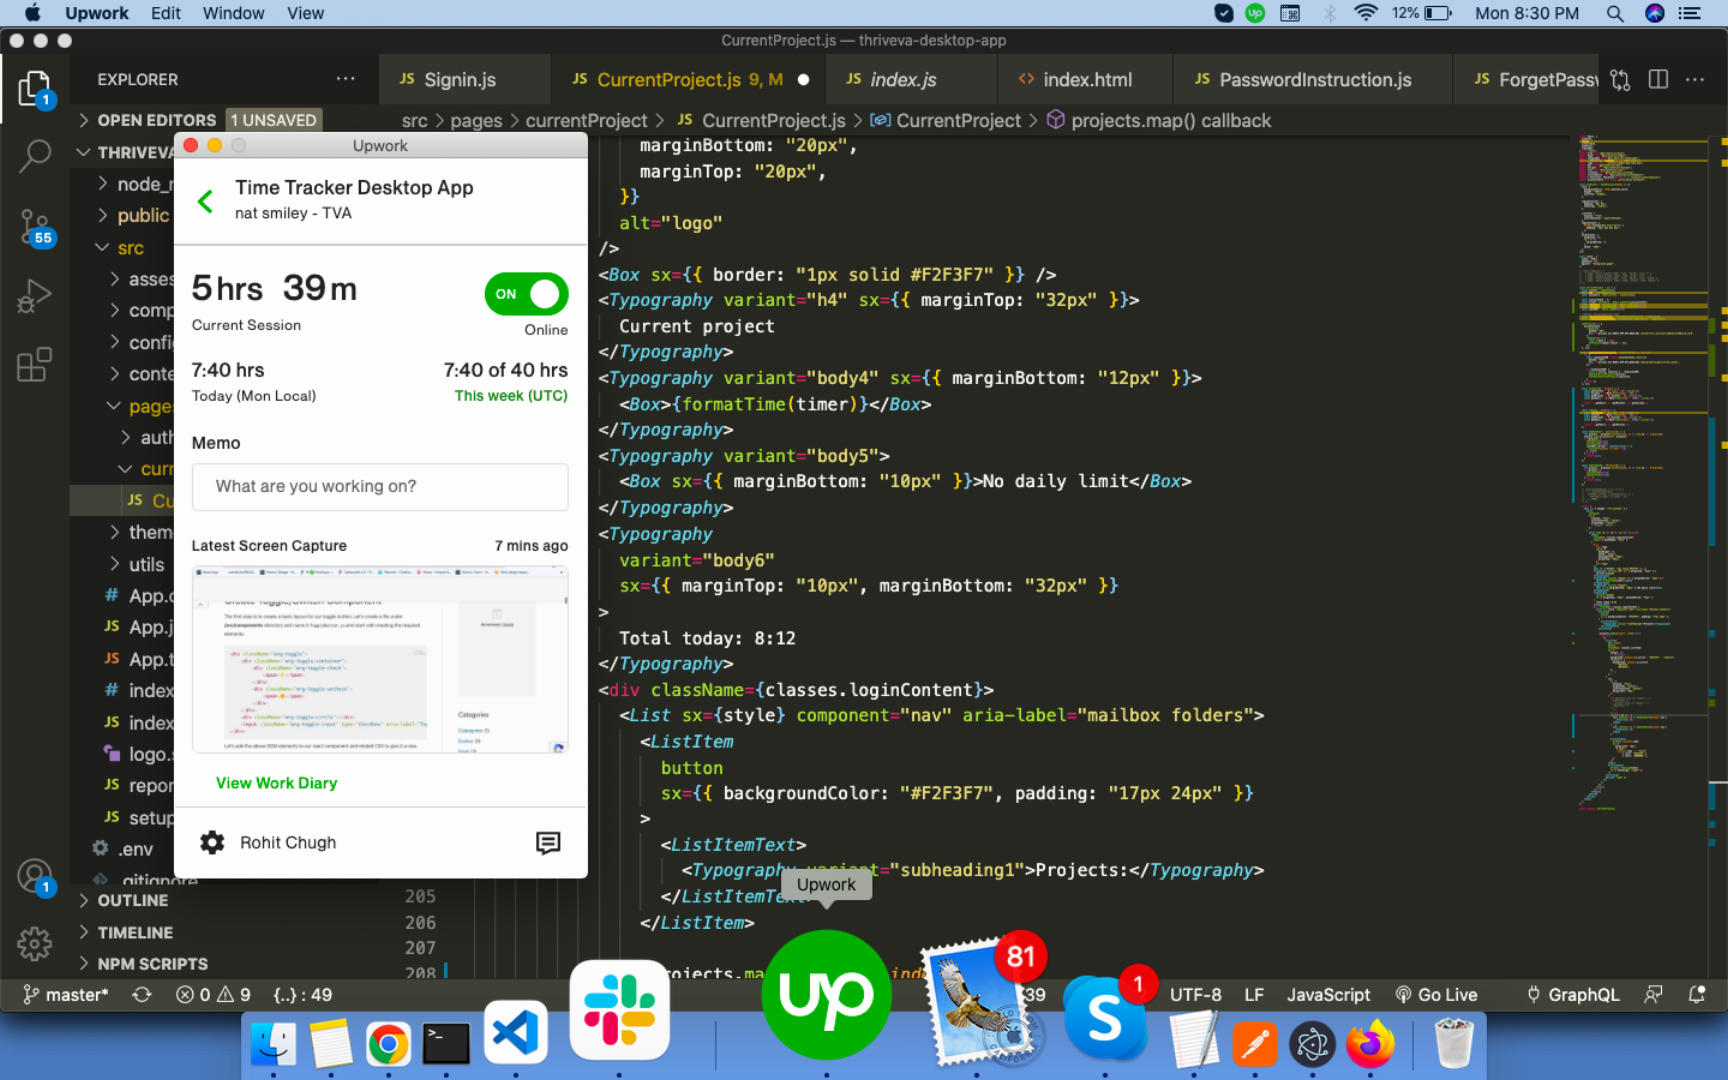 Upwork Edit Window View
12% Mon 8:30 PM
CurrentProject.js — thriveva-desktop-app
EXPLORER
JS Signin.js
JS CurrentProject.js 9, M
JS index.js
<> index.html
JS PasswordInstruction.js
JS ForgetPassw
OPEN EDITORS 1 UNSAVED
src > pages > currentProject > JS CurrentProject.js > CurrentProject > projects.map() callback
THRIVEVA
node_r
public
src
asse
comp
config
conte
page
auth
curr
JS Cu
them
utils
# App.c
JS App.j
JS App.t
# index
JS index
logo.s
JS repor
JS setup
.env
.gitignore
OUTLINE
TIMELINE
NPM SCRIPTS
1
55
1
Upwork
Time Tracker Desktop App
nat smiley - TVA
5 hrs 39 m
ON
Current Session
Online
7:40 hrs
7:40 of 40 hrs
Today (Mon Local)
This week (UTC)
Memo
What are you working on?
Latest Screen Capture
7 mins ago
Create Toggle/Switch Component
Categories
View Work Diary
Rohit Chugh
marginBottom: "20px",
marginTop: "20px",
}}
alt="logo"
/>
<Box sx={{ border: "1px solid #F2F3F7" }} />
<Typography variant="h4" sx={{ marginTop: "32px" }}>
Current project
</Typography>
<Typography variant="body4" sx={{ marginBottom: "12px" }}>
<Box>{formatTime(timer)}</Box>
</Typography>
<Typography variant="body5">
<Box sx={{ marginBottom: "10px" }}>No daily limit</Box>
</Typography>
<Typography
variant="body6"
sx={{ marginTop: "10px", marginBottom: "32px" }}
>
Total today: 8:12
</Typography>
<div className={classes.loginContent}>
<List sx={style} component="nav" aria-label="mailbox folders">
<ListItem
button
sx={{ backgroundColor: "#F2F3F7", padding: "17px 24px" }}
>
<ListItemText>
<Typography variant="subheading1">Projects:</Typography>
</ListItemText>
</ListItem>
205
206
207
208
Upwork
master* 0 9 {..} : 49
39 UTF-8 LF JavaScript Go Live GraphQL
up
81
S
1